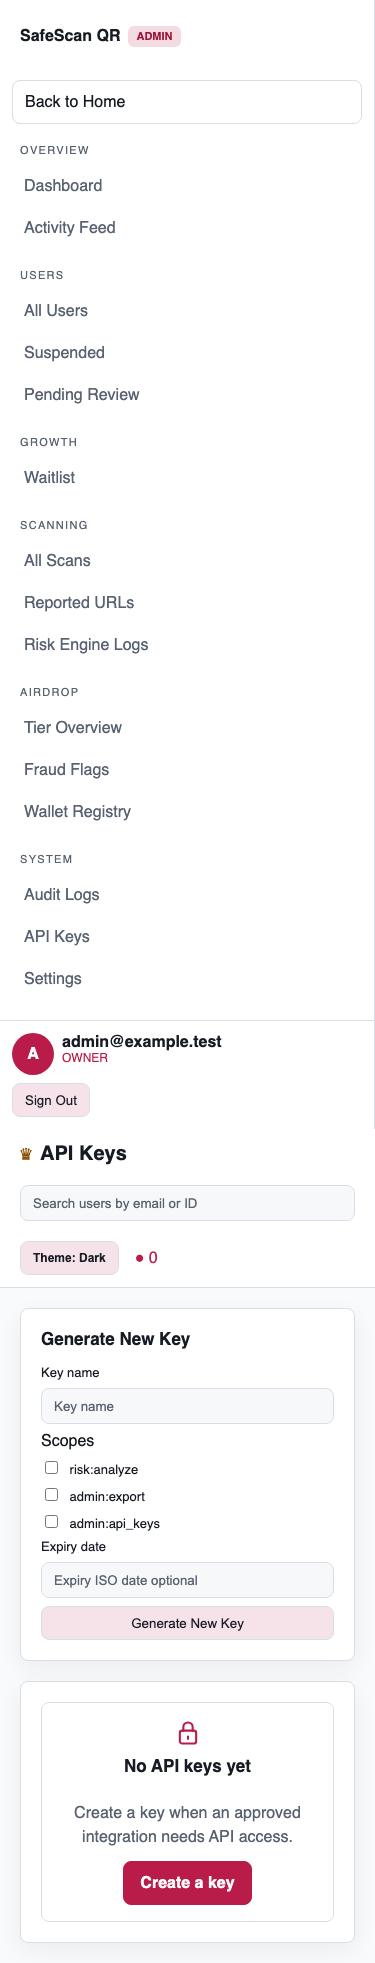 SafeScan QR ADMIN
Back to Home
OVERVIEW
Dashboard
Activity Feed
USERS
All Users
Suspended
Pending Review
GROWTH
Waitlist
SCANNING
All Scans
Reported URLs
Risk Engine Logs
AIRDROP
Tier Overview
Fraud Flags
Wallet Registry
SYSTEM
Audit Logs
API Keys
Settings
A admin@example.test
OWNER
Sign Out
♛ API Keys
Search users by email or ID
Theme: Dark ● 0
Generate New Key
Key name
Key name
Scopes
risk:analyze
admin:export
admin:api_keys
Expiry date
Expiry ISO date optional
Generate New Key
No API keys yet
Create a key when an approved
integration needs API access.
Create a key